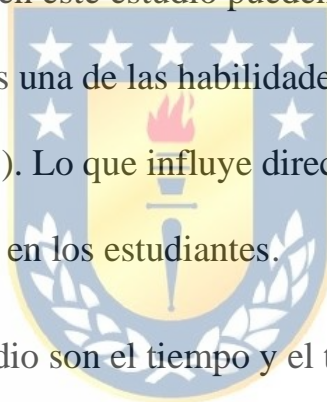 en este estudio pueden
s una de las habilidade
). Lo que influye direc
en los estudiantes.
dio son el tiempo y el t